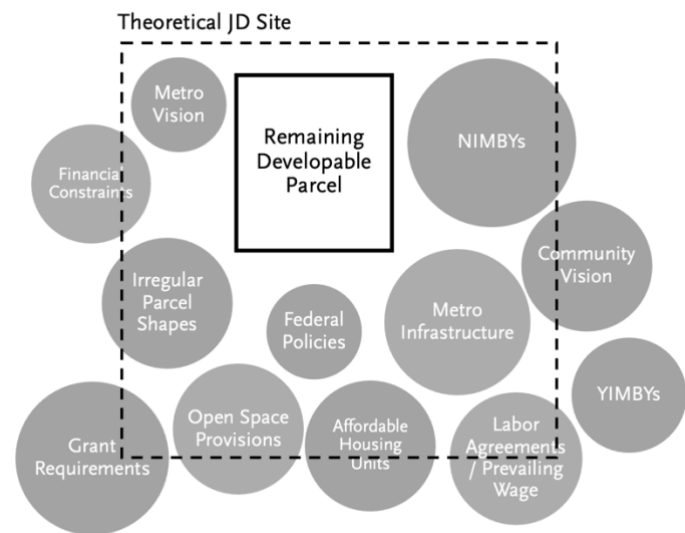 Theoretical JD Site
Metro
Vision
Remaining
Developable
Parcel
NIMBYs
Financial
Constraints
Community
Vision
Irregular
Parcel
Shapes
Federal
Policies
Metro
Infrastructure
YIMBYs
Grant
Requirements
Open Space
Provisions
Affordable
Housing
Units
Labor
Agreements
/ Prevailing
Wage